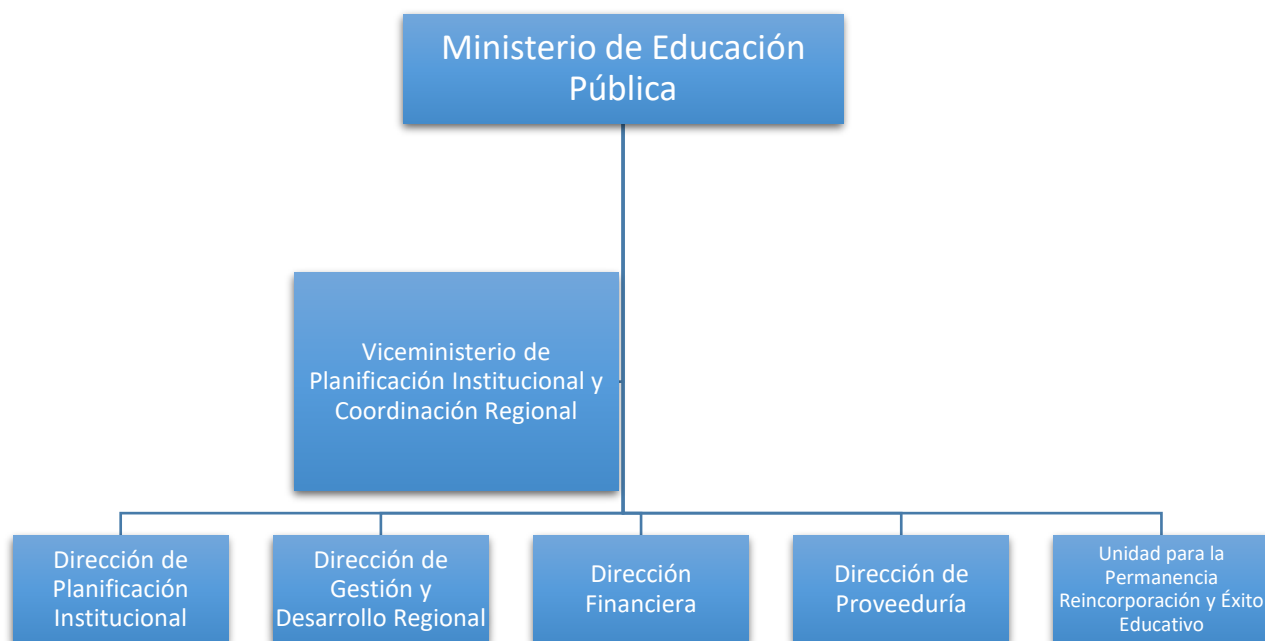 Ministerio de Educación
Pública
Viceministerio de
Planificación Institucional y
Coordinación Regional
Dirección de
Planificación
Institucional
Dirección de
Gestión y
Desarrollo Regional
Dirección
Financiera
Dirección de
Proveeduría
Unidad para la
Permanencia
Reincorporación y Éxito
Educativo